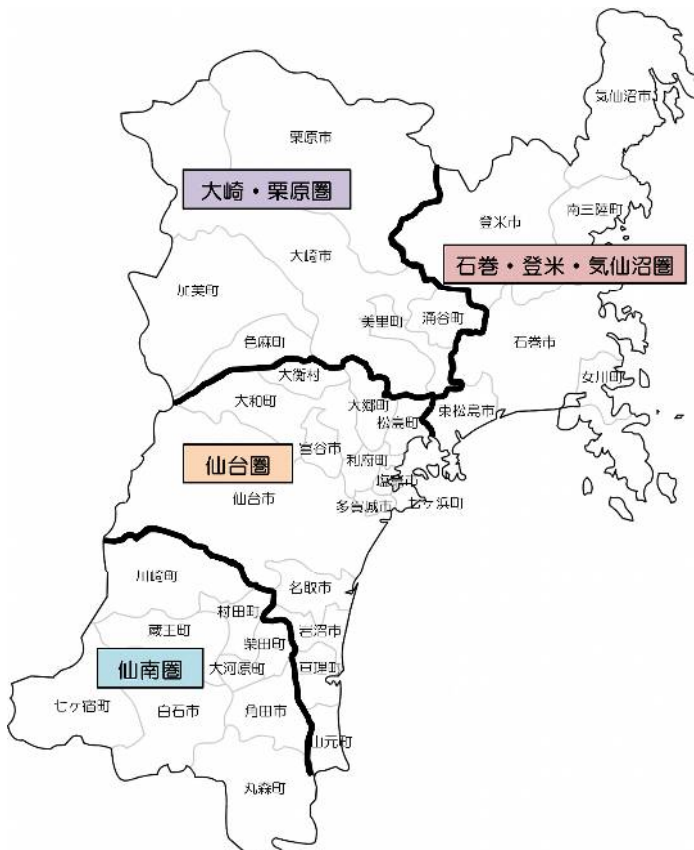 気仙沼市
栗原市
大崎・栗原圏
登米市
南三陸町
石巻・登米・気仙沼圏
大崎市
加美町
美里町
涌谷町
石巻市
色麻町
女川町
大衡村
大和町
大郷町
東松島市
松島町
富谷市
利府町
仙台圏
塩竈市
仙台市
多賀城市
七ヶ浜町
川崎町
名取市
村田町
蔵王町
岩沼市
柴田町
仙南圏
大河原町
亘理町
七ヶ宿町
白石市
角田市
山元町
丸森町